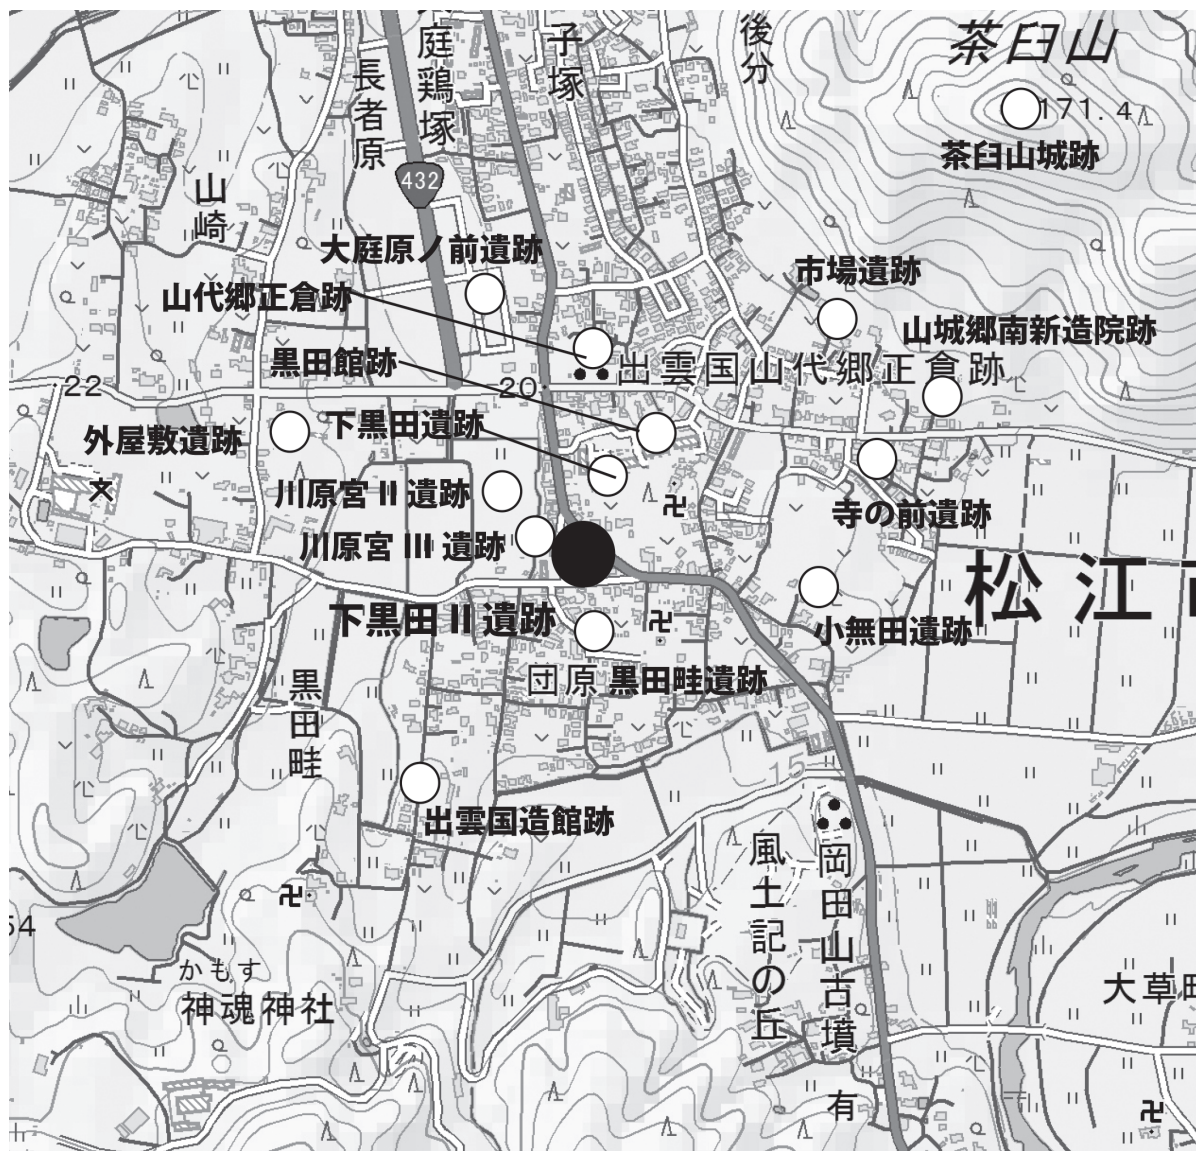 庭鶏塚
子塚
後分
茶臼山
171.4
茶臼山城跡
長者原
432
山崎
大庭原ノ前遺跡
山代郷正倉跡
市場遺跡
山城郷南新造院跡
黒田館跡
出雲国山代郷正倉跡
22
20
外屋敷遺跡
下黒田遺跡
川原宮II遺跡
寺の前遺跡
川原宮III遺跡
松江
下黒田II遺跡
小無田遺跡
団原
黒田畦遺跡
黒田畦
15
出雲国造館跡
風土記の丘
岡田山古墳
54
かもす
神魂神社
大草町
有